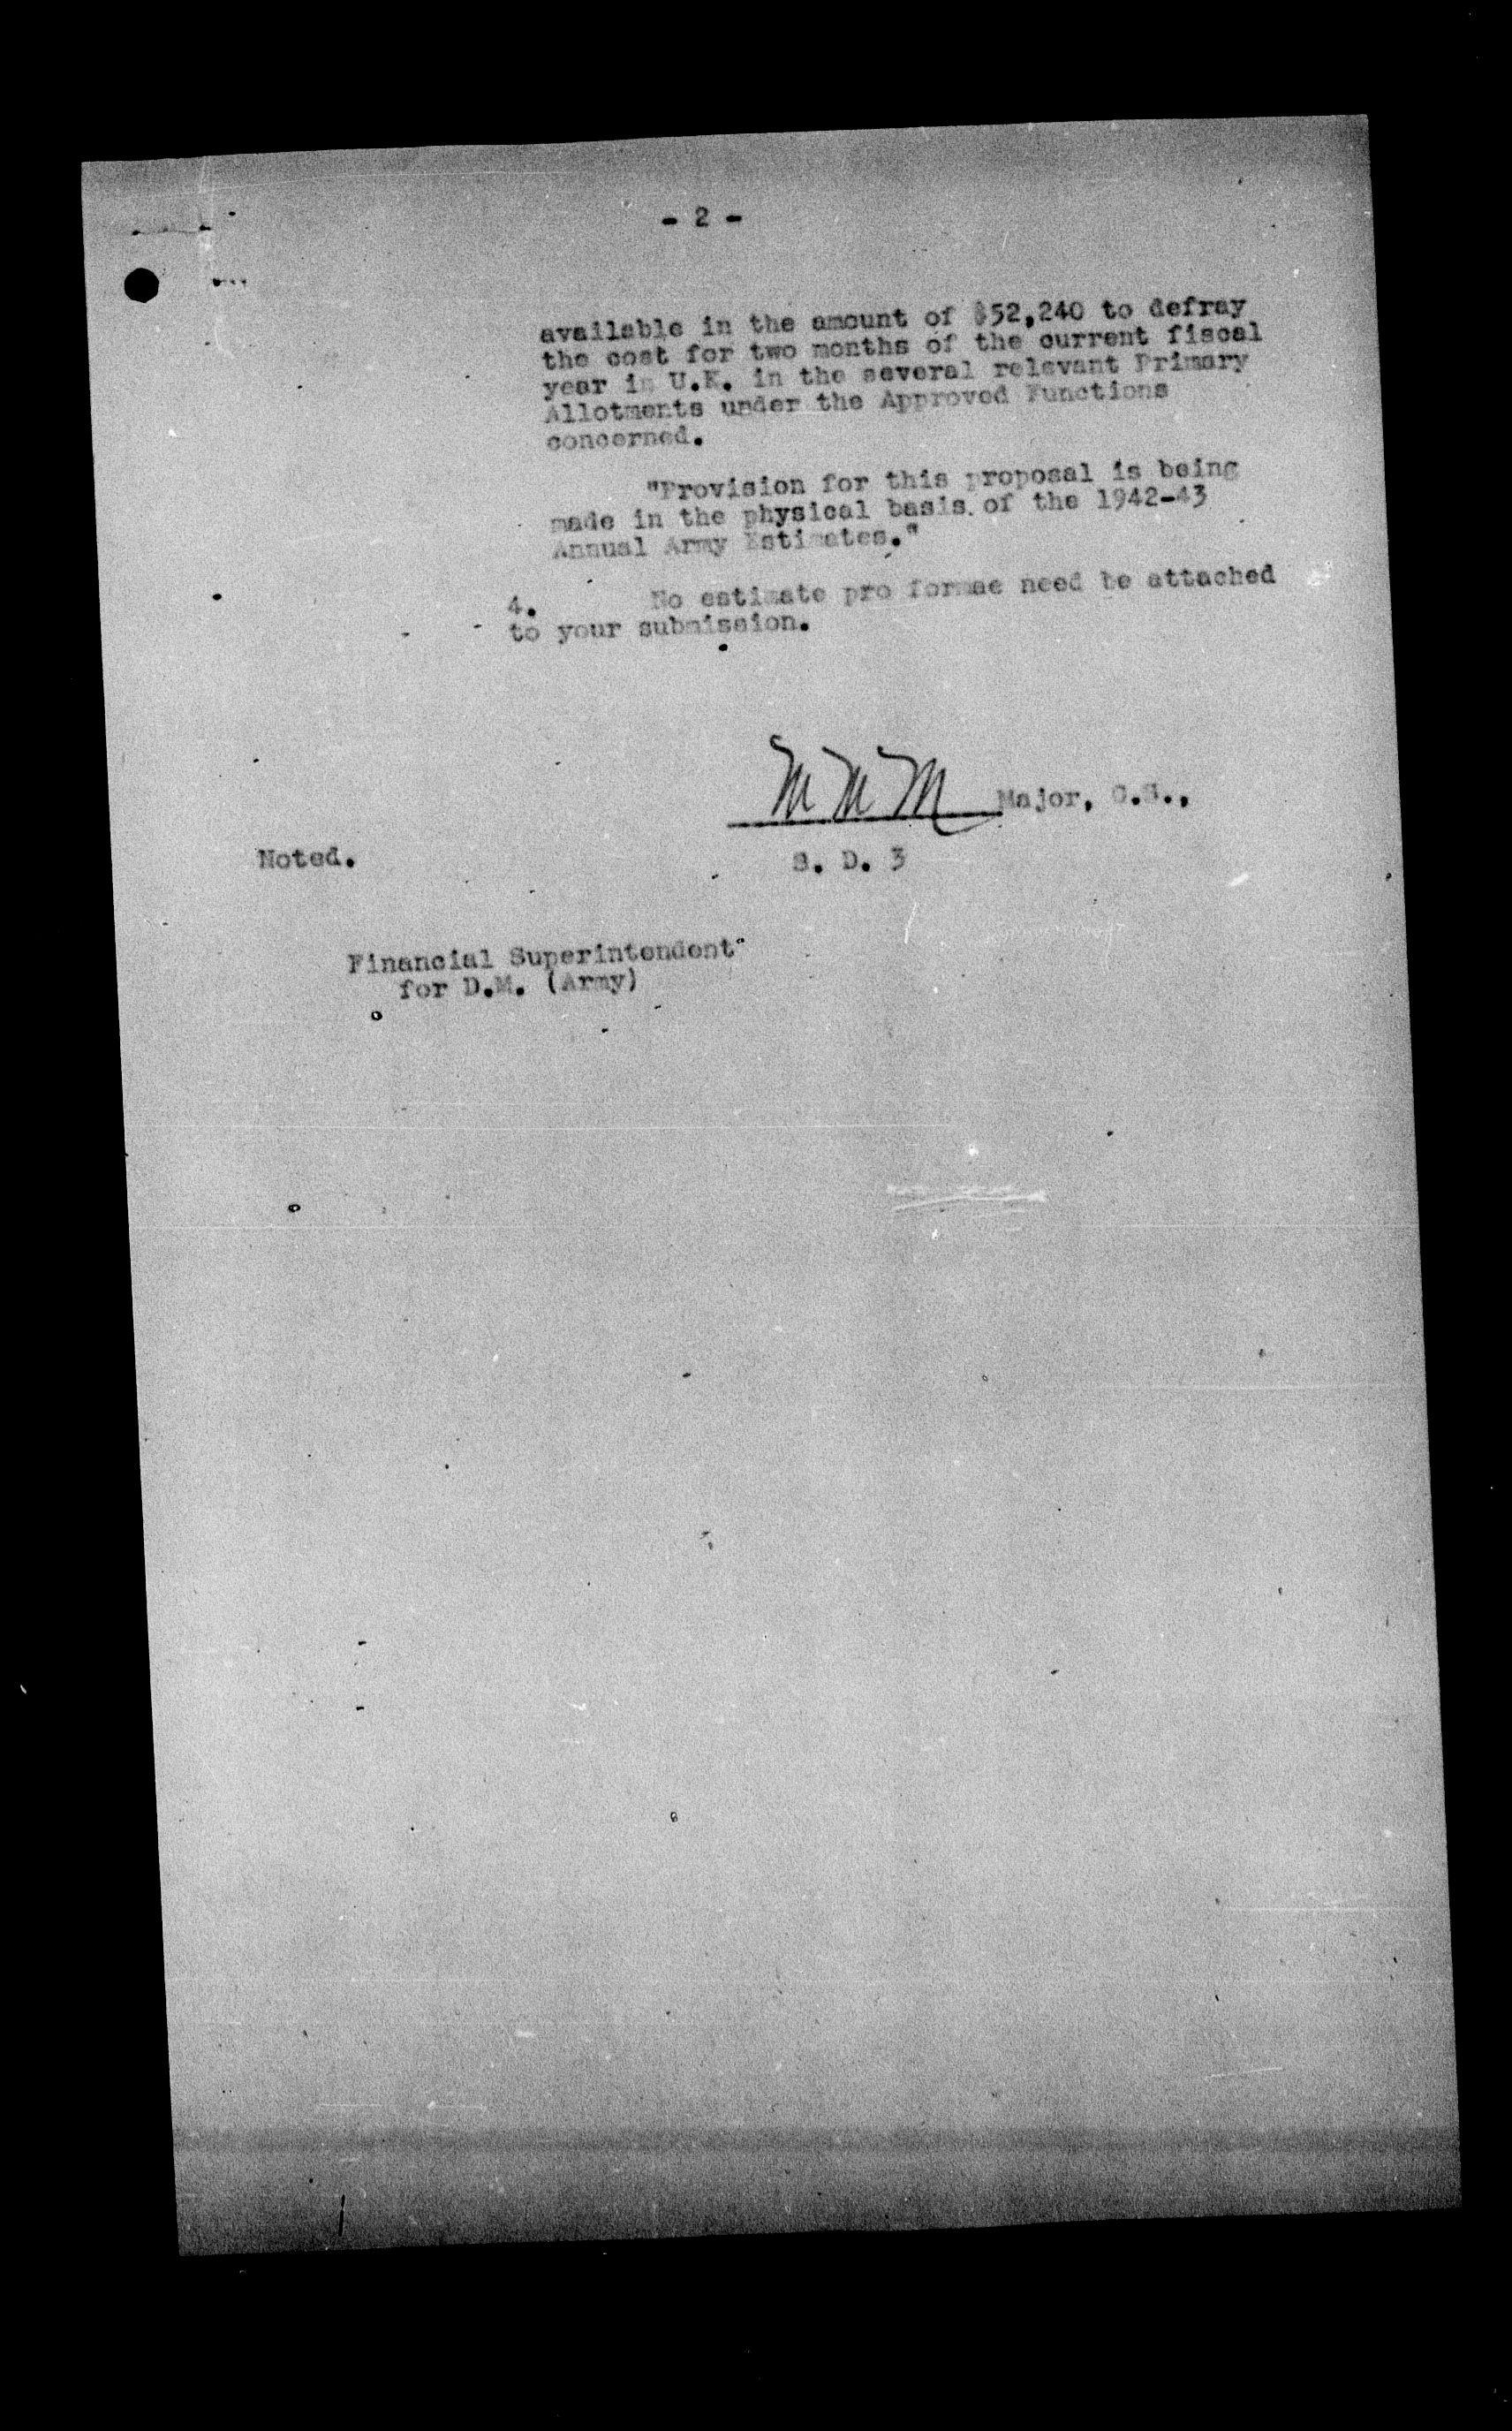 - 2 -
available in the amount of $52,240 to defray
the cost for two months of the current fiscal
year in U.K. in the several relevant Primary
Allotments under the Approved Functions
concerned.
"Provision for this proposal is being
made in the physical basis of the 1942-43
Annual Army Estimates."
4. No estimate pro formae need be attached
to your submission.
Major, G.S.,
Noted. S. D. 3
Financial Superintendent
for D.M. (Army)